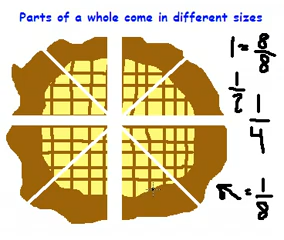 Parts of a whole come in different sizes
1 = 8/8
1/2
1/4
= 1/8